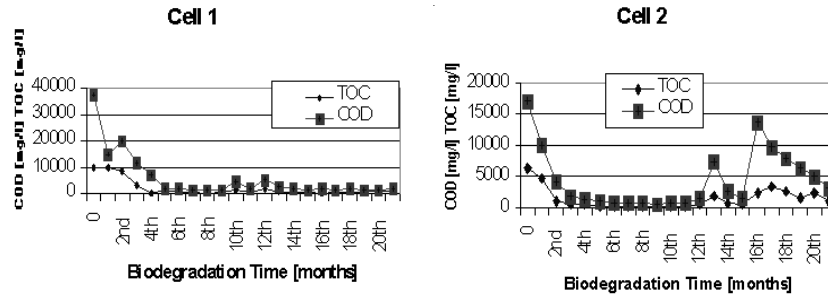 Cell 1
COD [mg/l] TOC [mg/l]
40000
30000
20000
10000
0
TOC
COD
0
2nd
4th
6th
8th
10th
12th
14th
16th
18th
20th
Biodegradation Time [months]
Cell 2
COD [mg/l] TOC [mg/l]
20000
15000
10000
5000
0
TOC
COD
0
2nd
4th
6th
8th
10th
12th
14th
16th
18th
20th
Biodegradation Time [months]